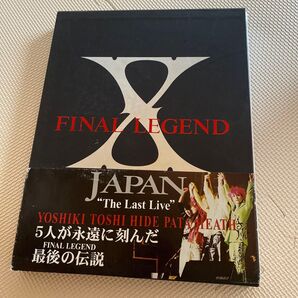 X
FINAL LEGEND
JAPAN
"The Last Live"
YOSHIKI TOSHI HIDE PATA HEATH
5人が永遠に刻んだ
FINAL LEGEND
最後の伝説